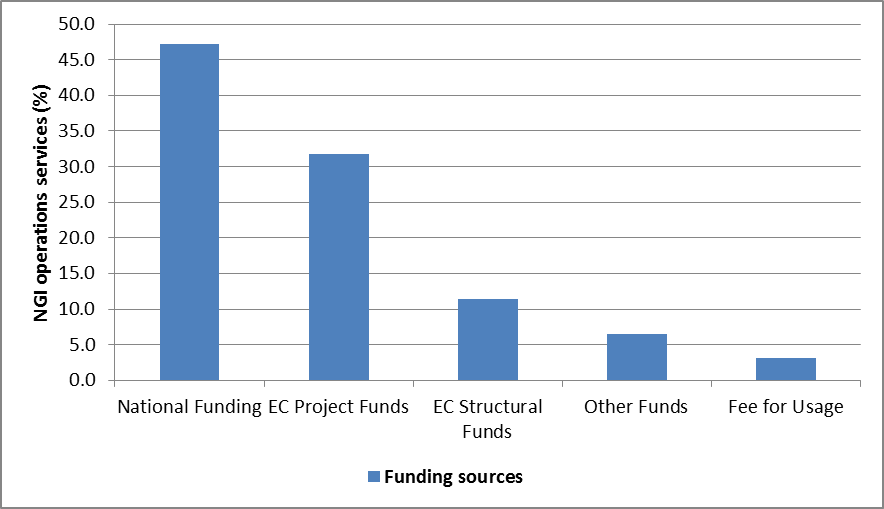 50.0
45.0
40.0
35.0
30.0
25.0
20.0
15.0
10.0
5.0
0.0
NGI operations services (%)
National Funding
EC Project Funds
EC Structural
Funds
Other Funds
Fee for Usage
Funding sources